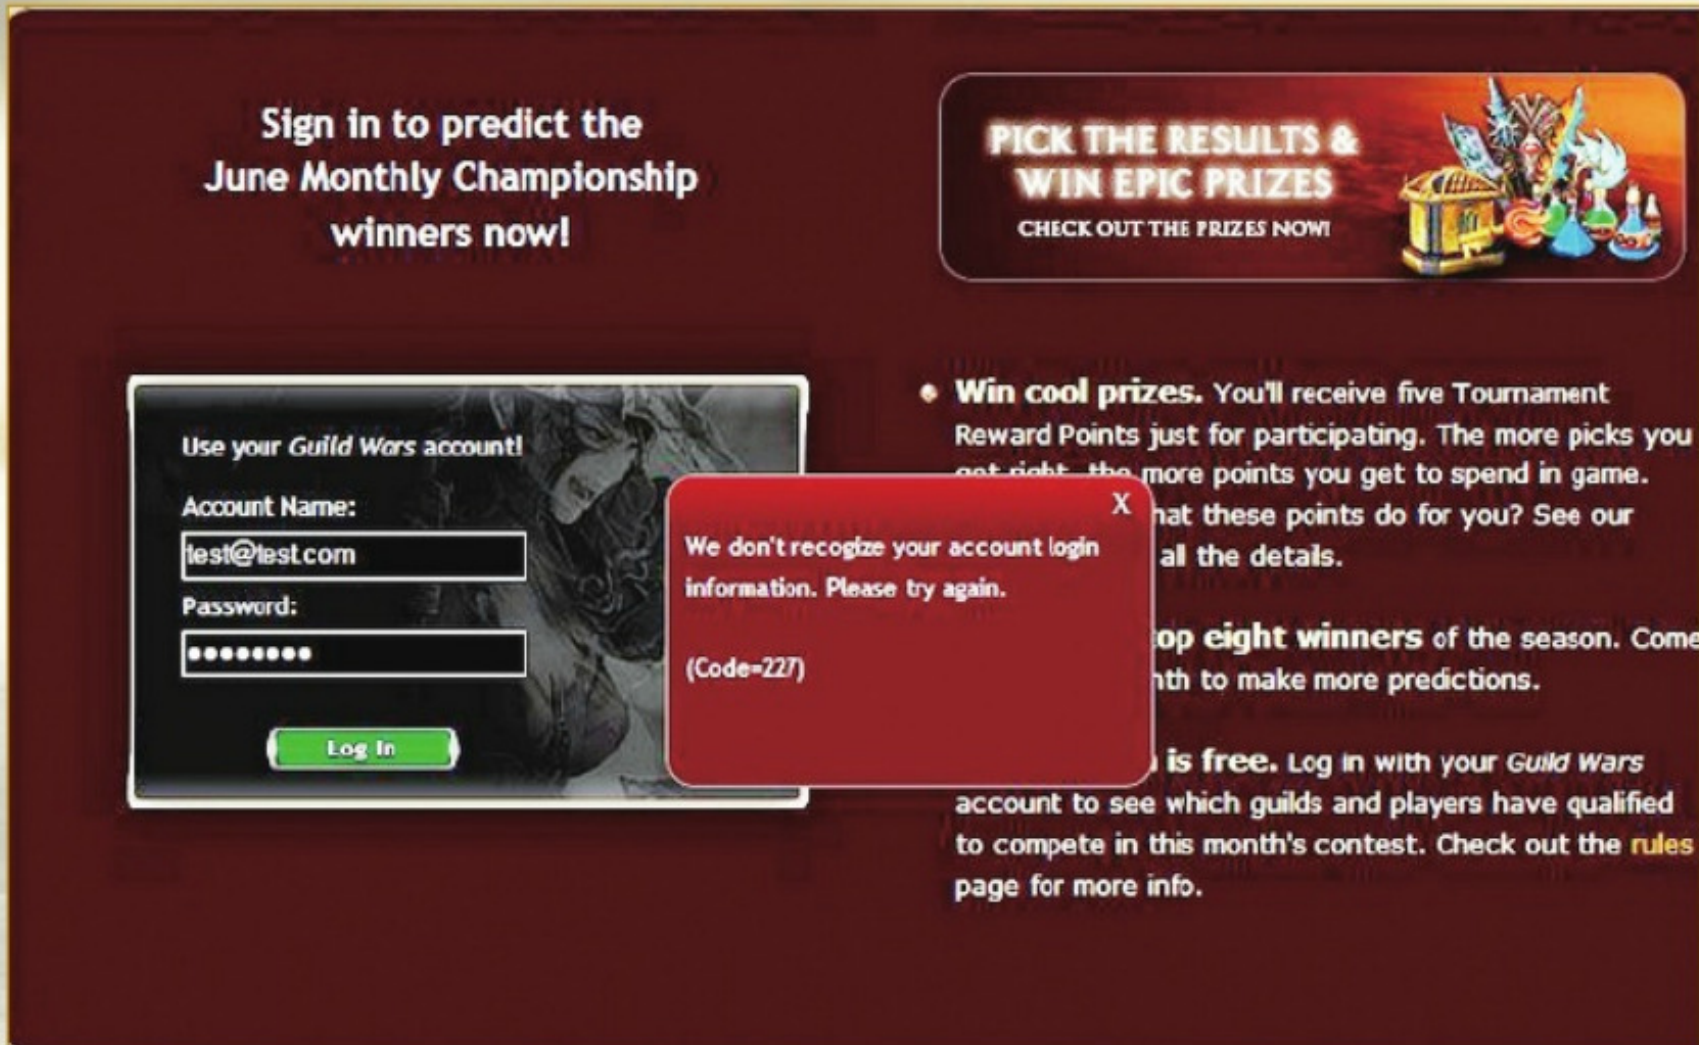 Sign in to predict the
June Monthly Championship
winners now!
PICK THE RESULTS &
WIN EPIC PRIZES
CHECK OUT THE PRIZES NOW!
Use your Guild Wars account!
Account Name:
test@test.com
Password:
••••••••
Log In
X
We don't recogize your account login
information. Please try again.
(Code=227)
Win cool prizes. You'll receive five Tournament
Reward Points just for participating. The more picks you
get right, the more points you get to spend in game.
these points do for you? See our
all the details.
eight winners of the season. Come
to make more predictions.
is free. Log in with your Guild Wars
account to see which guilds and players have qualified
to compete in this month's contest. Check out the rules
page for more info.